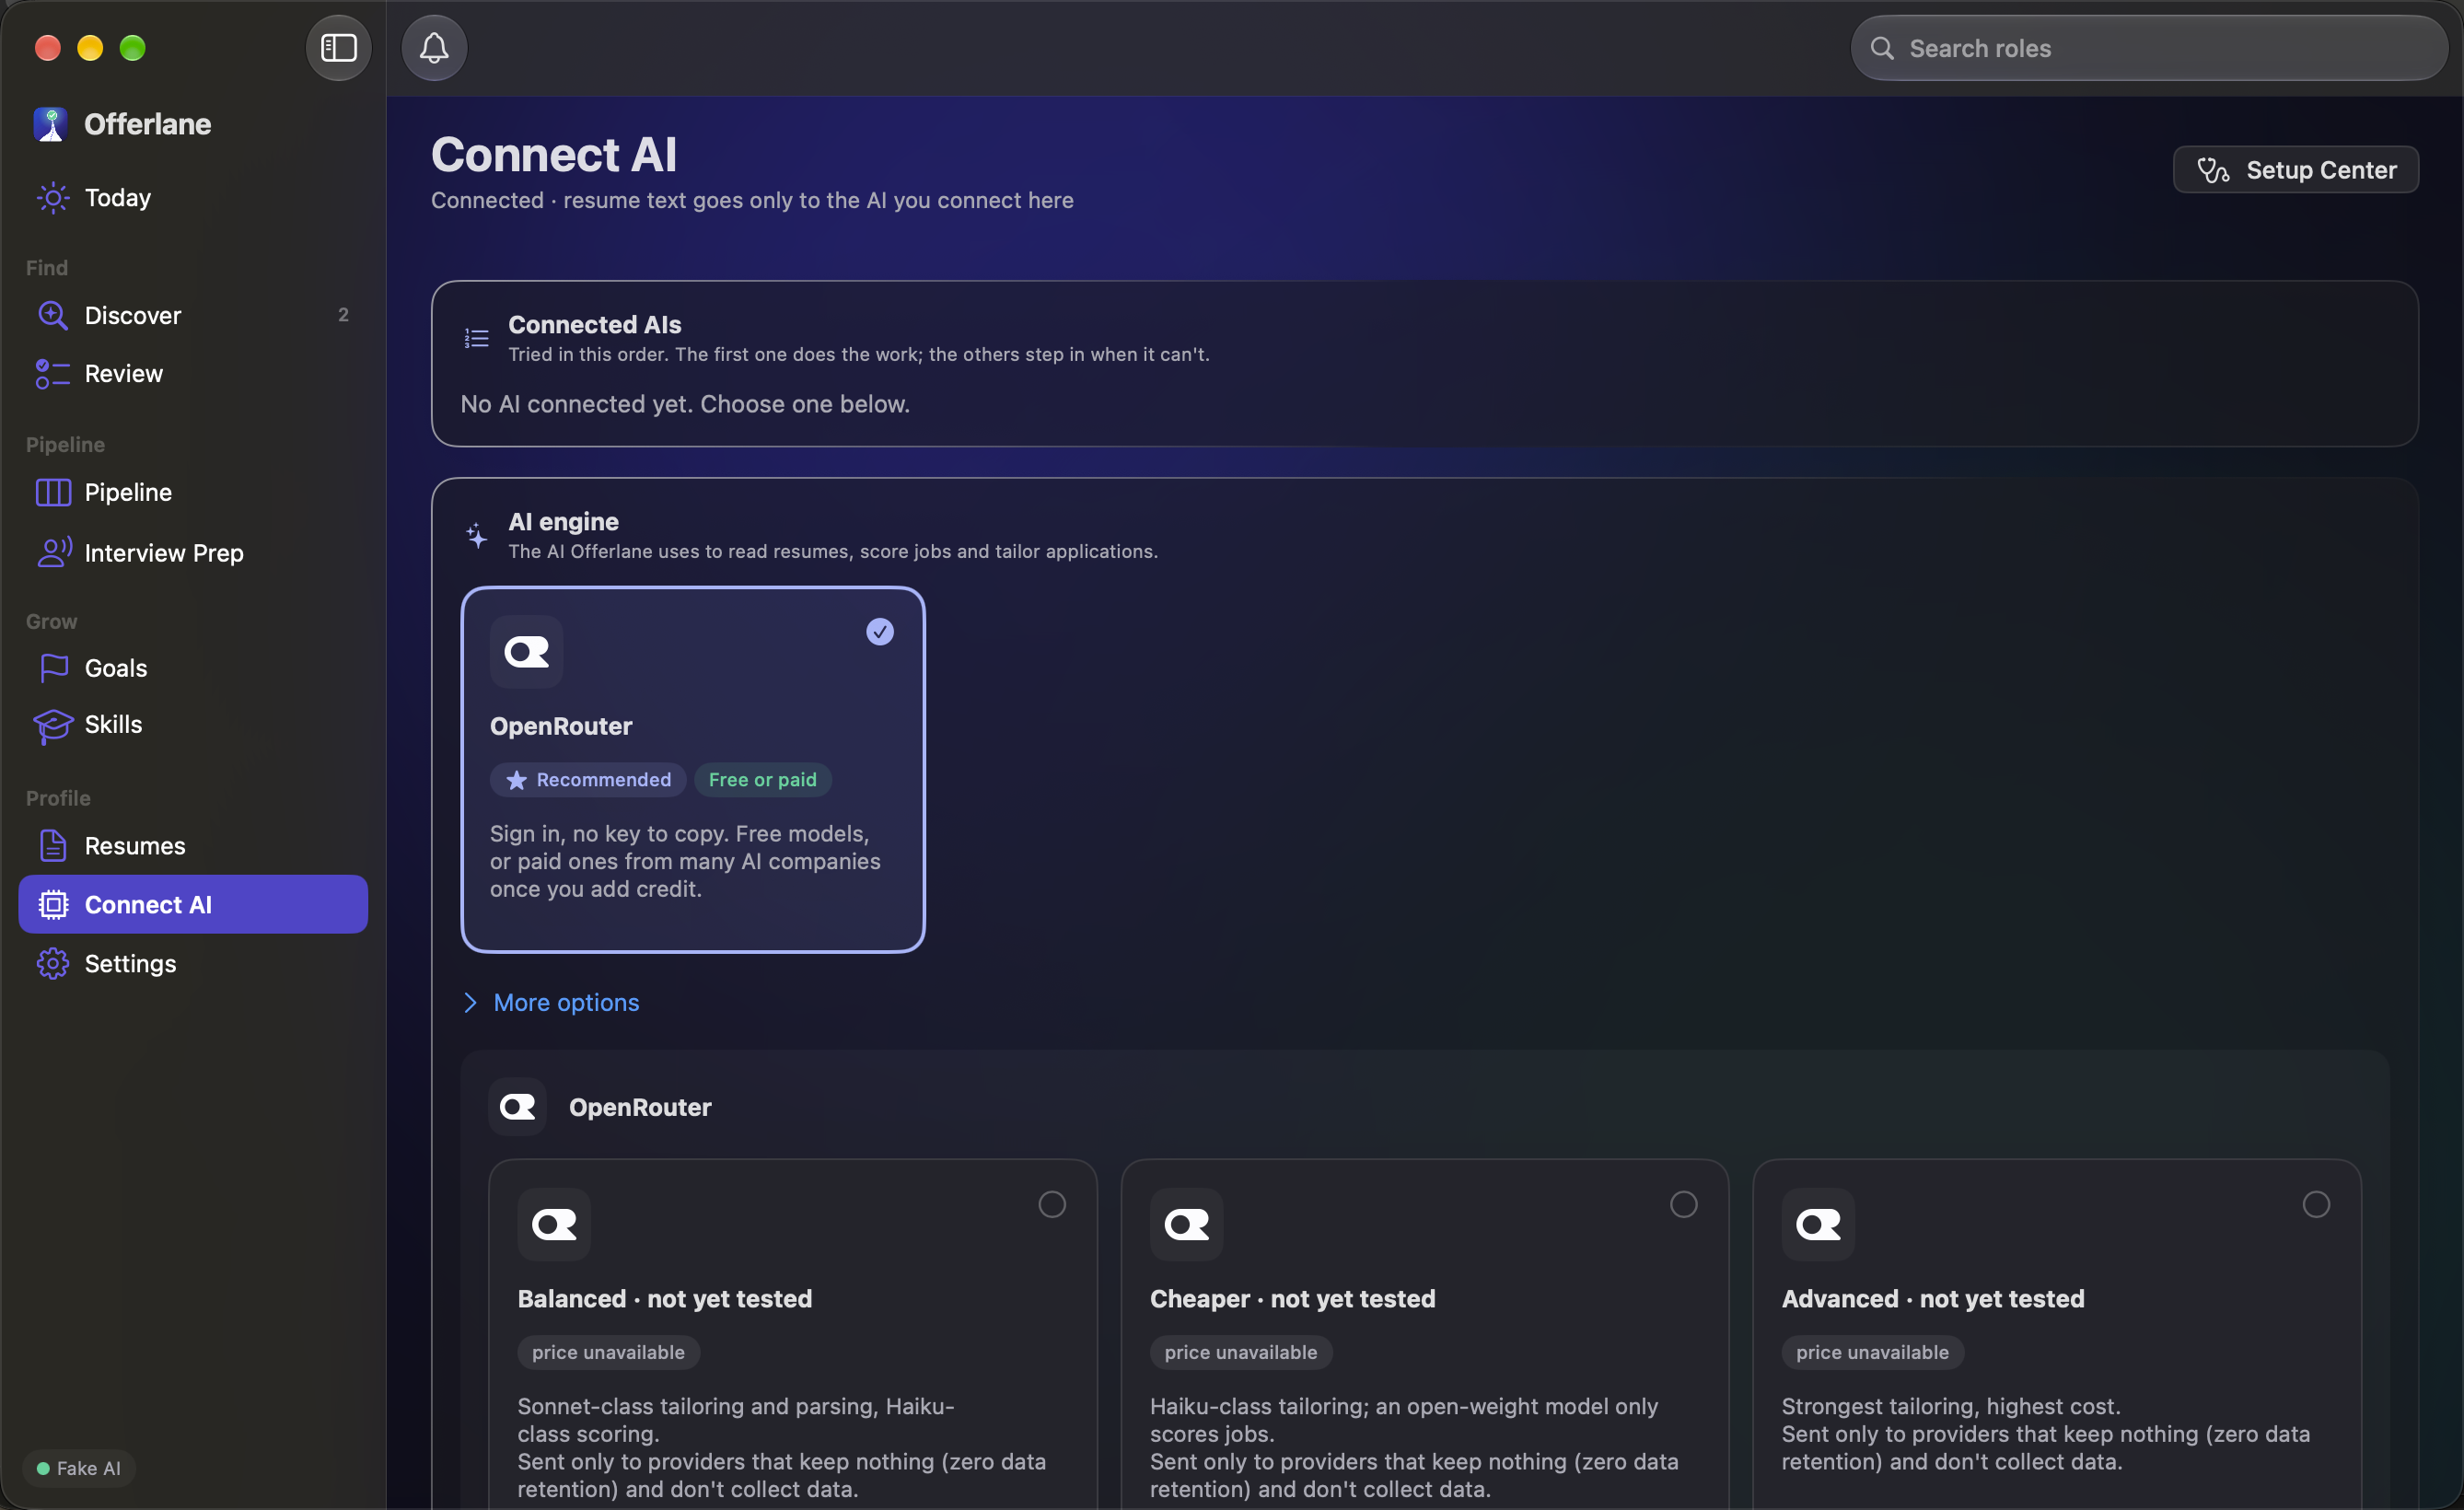 Search roles
Offerlane
Today
Find
Discover 2
Review
Pipeline
Pipeline
Interview Prep
Grow
Goals
Skills
Profile
Resumes
Connect AI
Settings
Fake AI
Connect AI
Connected · resume text goes only to the AI you connect here
Setup Center
Connected AIs
Tried in this order. The first one does the work; the others step in when it can't.
No AI connected yet. Choose one below.
AI engine
The AI Offerlane uses to read resumes, score jobs and tailor applications.
OpenRouter
Recommended
Free or paid
Sign in, no key to copy. Free models,
or paid ones from many AI companies
once you add credit.
More options
OpenRouter
Balanced · not yet tested
price unavailable
Sonnet-class tailoring and parsing, Haiku-
class scoring.
Sent only to providers that keep nothing (zero data
retention) and don't collect data.
Cheaper · not yet tested
price unavailable
Haiku-class tailoring; an open-weight model only
scores jobs.
Sent only to providers that keep nothing (zero data
retention) and don't collect data.
Advanced · not yet tested
price unavailable
Strongest tailoring, highest cost.
Sent only to providers that keep nothing (zero data
retention) and don't collect data.